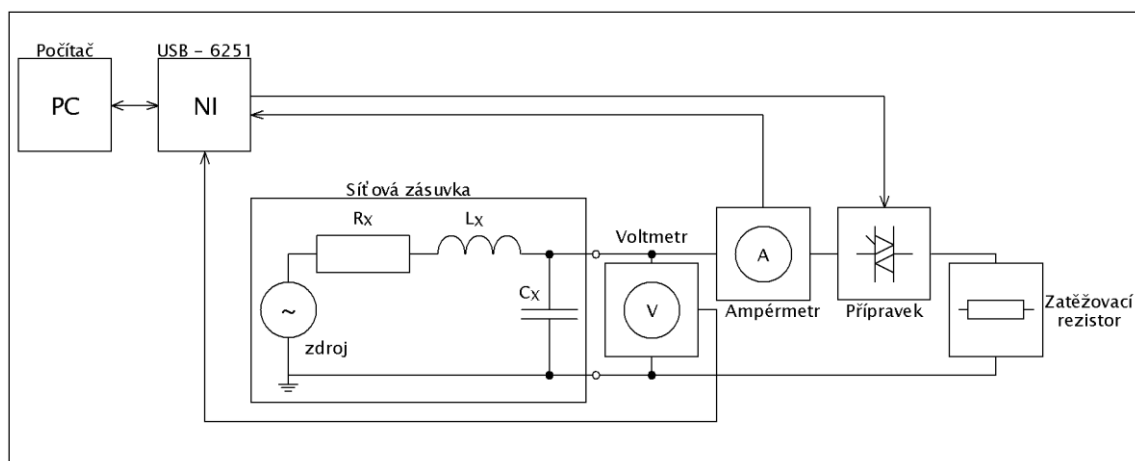 Počítač
USB – 6251
PC
NI
Síťová zásuvka
RX
LX
Voltmetr
A
CX
V
Ampérmetr
Přípravek
Zatěžovací
rezistor
~
zdroj